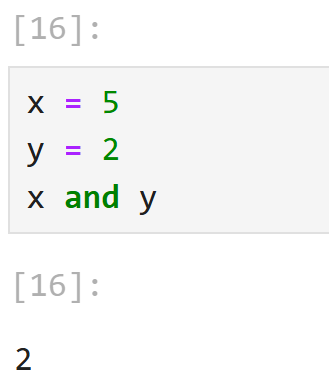 [16]:
x = 5
y = 2
x and y
[16]:
2